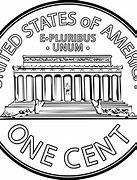 UNITED STATES OF AMERICA
E·PLURIBUS
UNUM
ONE CENT